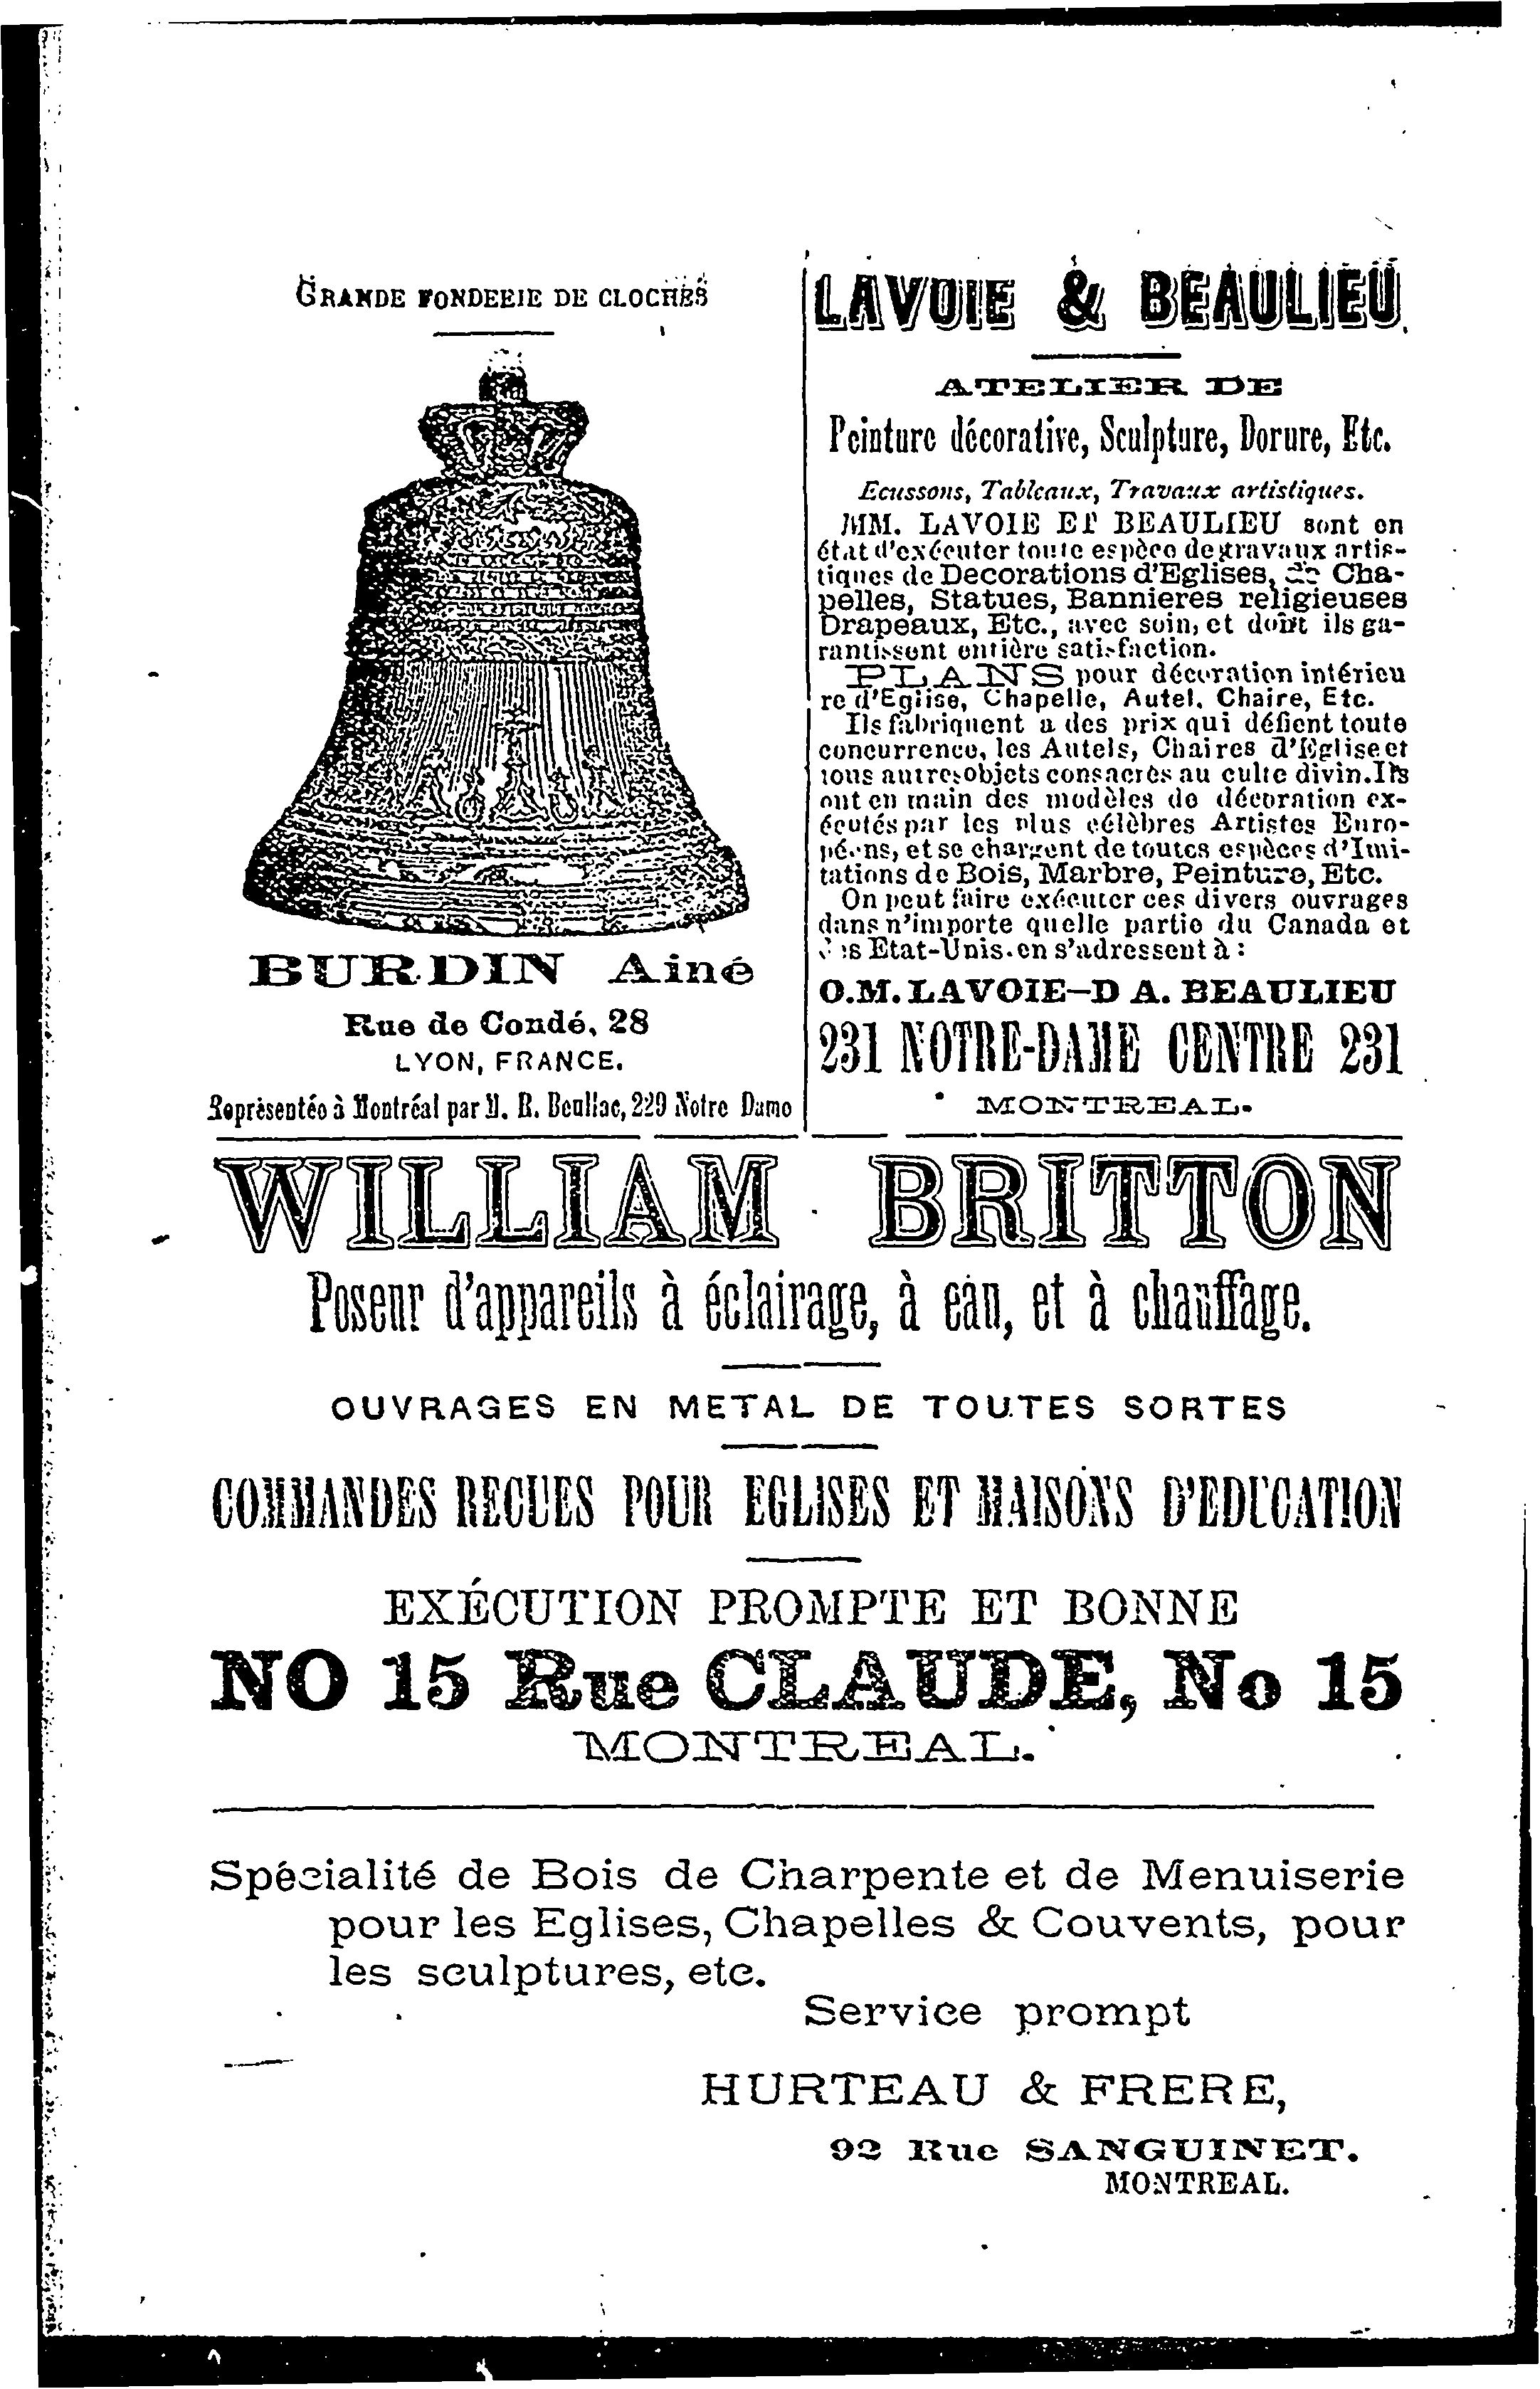 GRANDE FONDERIE DE CLOCHES
BURDIN Ainé
Rue de Condé, 28
LYON, FRANCE.
Représentée à Montréal par M. R. Beullac, 229 Notre Dame
LAVOIE & BEAULIEU
ATELIER DE
Peinture décorative, Sculpture, Dorure, Etc.
Ecussons, Tableaux, Travaux artistiques.
MM. LAVOIE ET BEAULIEU sont en
état d'exécuter toute espèce de travaux artis-
tiques de Decorations d'Eglises, de Cha-
pelles, Statues, Bannieres religieuses
Drapeaux, Etc., avec soin, et dont ils ga-
rantissent entière satisfaction.
PLANS pour décoration intérieu
re d'Eglise, Chapelle, Autel, Chaire, Etc.
Ils fabriquent a des prix qui défient toute
concurrence, les Autels, Chaires d'Eglise et
tous autres objets consacrés au culte divin. Ils
ont en main des modèles de décoration ex-
écutés par les plus célèbres Artistes Euro-
péens, et se chargent de toutes espèces d'Imi-
tations de Bois, Marbre, Peinture, Etc.
On peut faire exécuter ces divers ouvrages
dans n'importe quelle partie du Canada et
des Etat-Unis. en s'adressent à :
O.M. LAVOIE–D A. BEAULIEU
231 NOTRE-DAME CENTRE 231
MONTREAL.
WILLIAM BRITTON
Poseur d'appareils à éclairage, à eau, et à chauffage.
OUVRAGES EN METAL DE TOUTES SORTES
COMMANDES RECUES POUR EGLISES ET MAISONS D'EDUCATION
EXÉCUTION PROMPTE ET BONNE
NO 15 Rue CLAUDE, No 15
MONTREAL.
Spécialité de Bois de Charpente et de Menuiserie
pour les Eglises, Chapelles & Couvents, pour
les sculptures, etc.
Service prompt
HURTEAU & FRERE,
92 Rue SANGUINET.
MONTREAL.